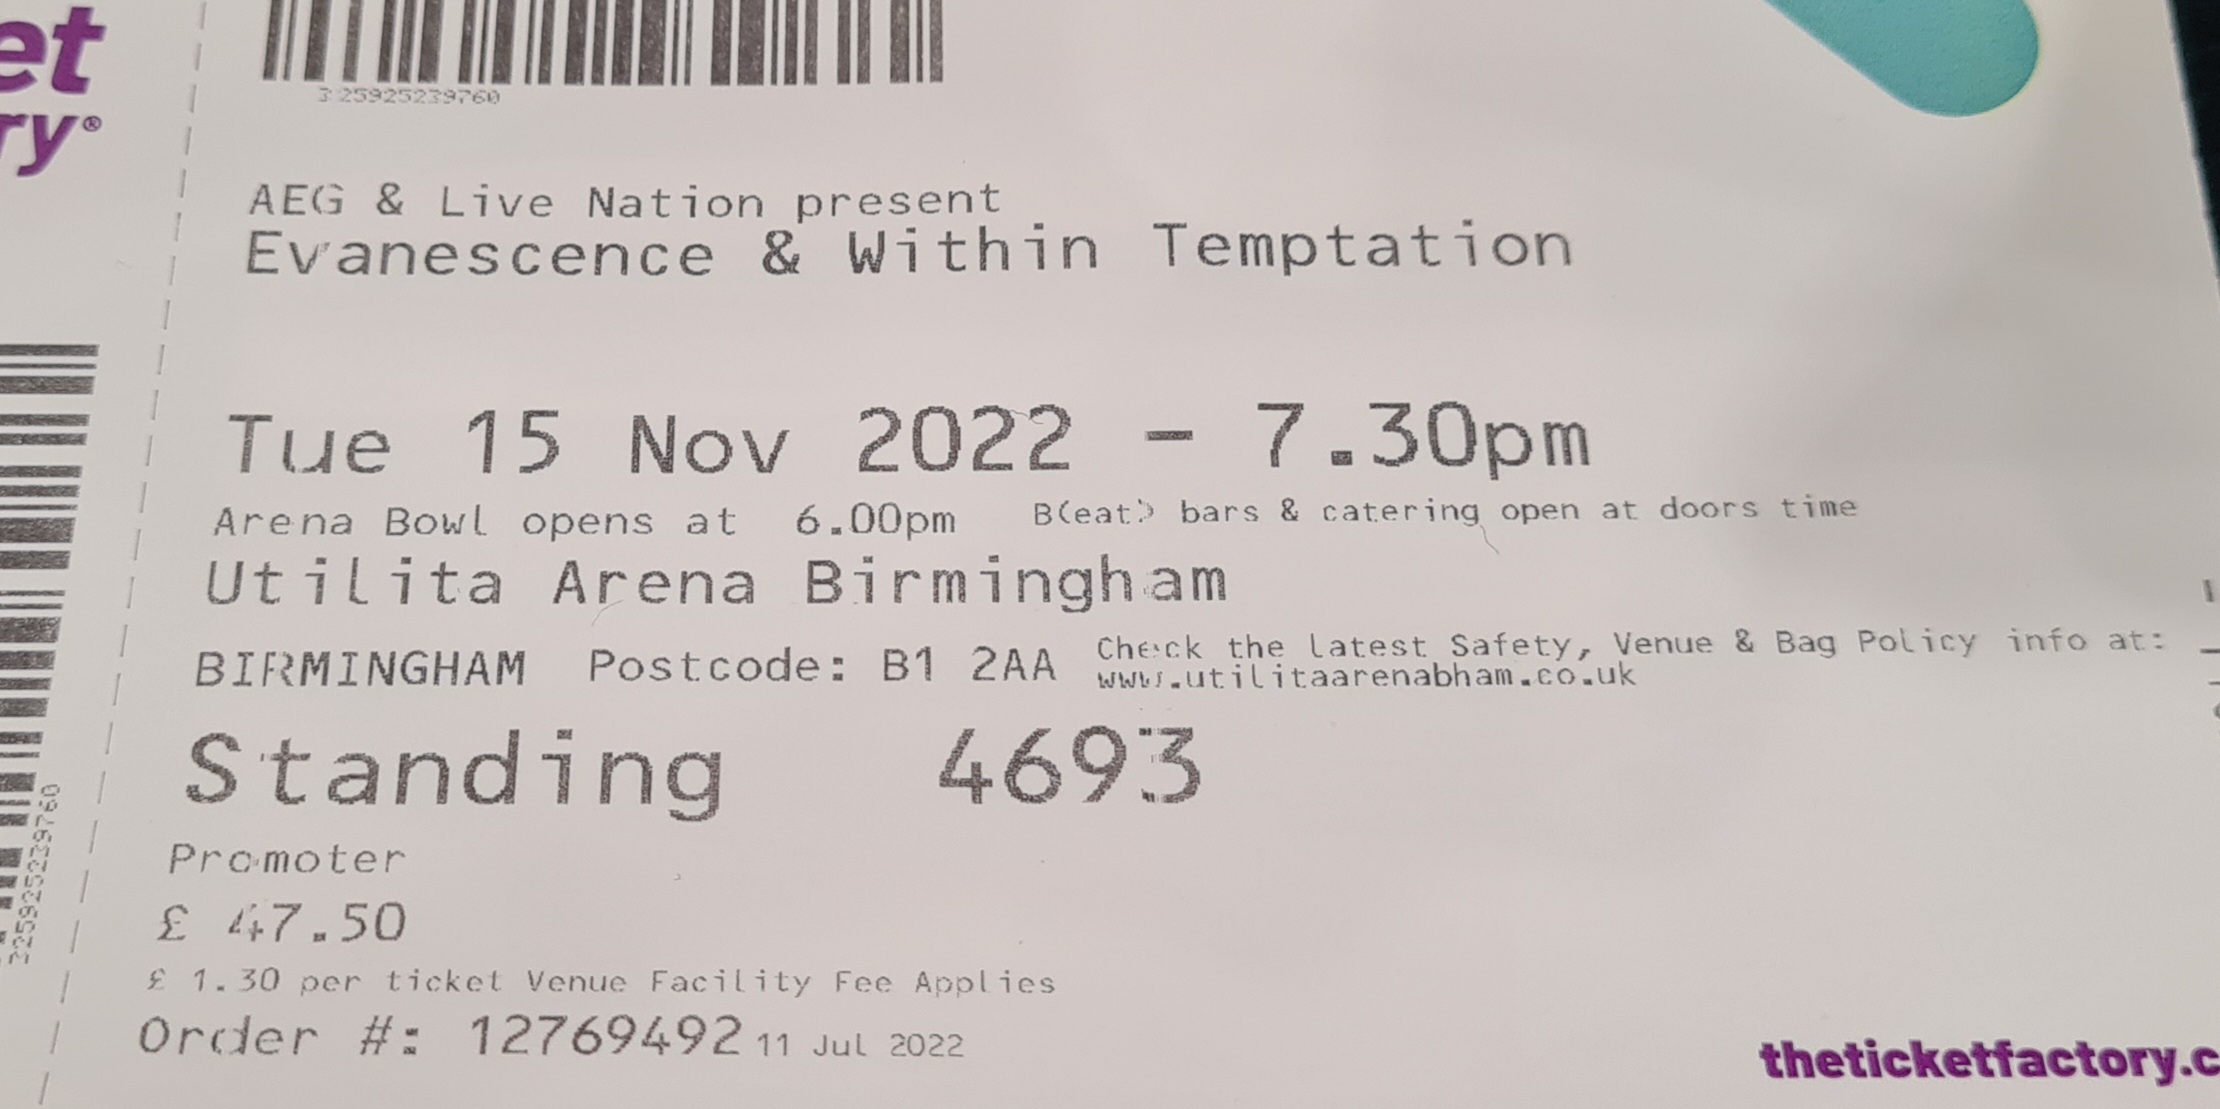 et
ry®
3 25925239760
AEG & Live Nation present
Evanescence & Within Temptation
Tue 15 Nov 2022 - 7.30pm
Arena Bowl opens at 6.00pm B(eat) bars & catering open at doors time
Utilita Arena Birmingham
BIRMINGHAM Postcode: B1 2AA Check the latest Safety, Venue & Bag Policy info at:
www.utilitaarenabham.co.uk
Standing 4693
Promoter
£ 47.50
£ 1.30 per ticket Venue Facility Fee Applies
Order #: 12769492 11 Jul 2022
theticketfactory.c